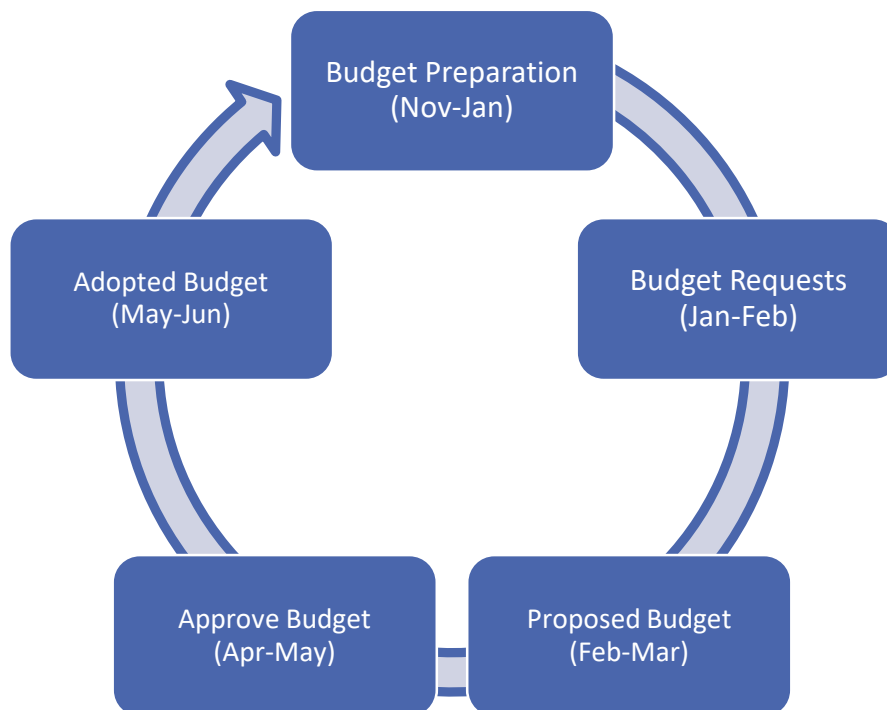 Budget Preparation
(Nov-Jan)
Budget Requests
(Jan-Feb)
Proposed Budget
(Feb-Mar)
Approve Budget
(Apr-May)
Adopted Budget
(May-Jun)